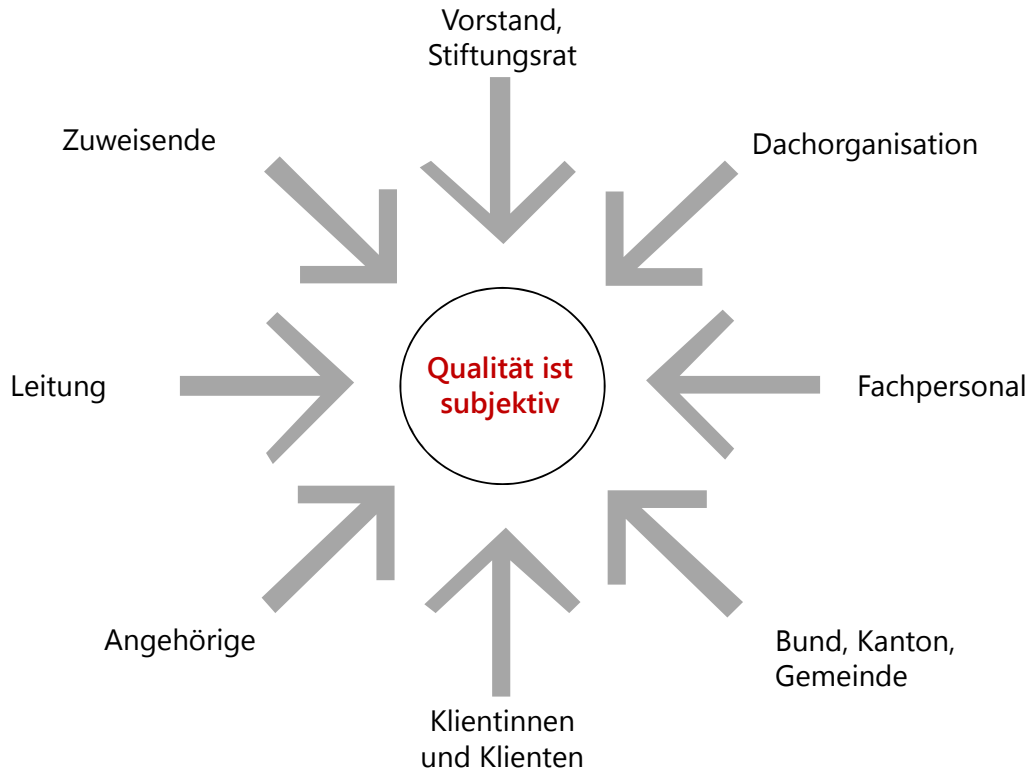 Vorstand,
Stiftungsrat
Zuweisende
Dachorganisation
Qualität ist
subjektiv
Leitung
Fachpersonal
Angehörige
Bund, Kanton,
Gemeinde
Klientinnen
und Klienten